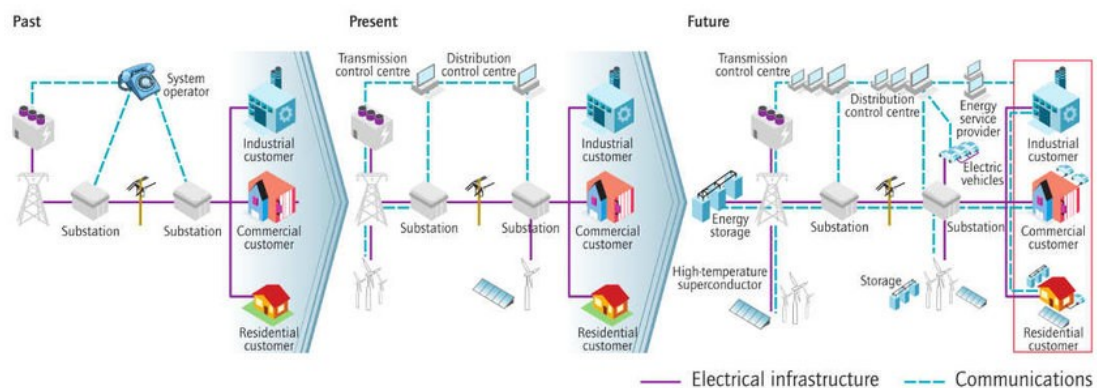 Past
System
operator
Industrial
customer
Substation
Substation
Commercial
customer
Residential
customer
Present
Transmission
control centre
Distribution
control centre
Industrial
customer
Substation
Substation
Commercial
customer
Residential
customer
Future
Transmission
control centre
Distribution
control centre
Energy
service
provider
Industrial
customer
Electric
vehicles
Energy
storage
Substation
Substation
Commercial
customer
High-temperature
superconductor
Storage
Residential
customer
Electrical infrastructure
Communications